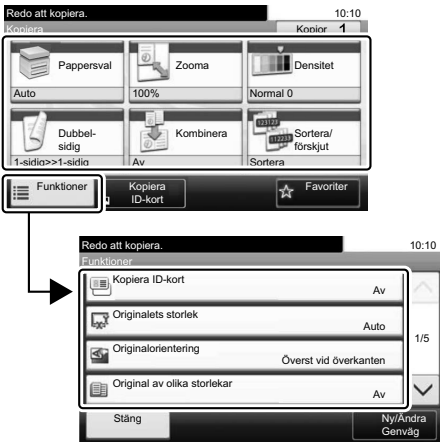 Redo att kopiera.
10:10
Kopiera
Kopior 1
Pappersval
Auto
Zooma
100%
Densitet
Normal 0
Dubbel-
sidig
1-sidig>>1-sidig
Kombinera
Av
Sortera/
förskjut
Sortera
Funktioner
Kopiera
ID-kort
Favoriter
Redo att kopiera.
10:10
Funktioner
Kopiera ID-kort
Av
Originalets storlek
Auto
Originalorientering
Överst vid överkanten
Original av olika storlekar
Av
1/5
Stäng
Ny/Ändra
Genväg